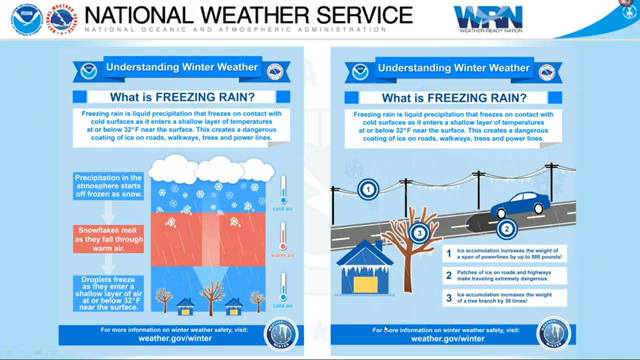 NATIONAL WEATHER SERVICE
NATIONAL OCEANIC AND ATMOSPHERIC ADMINISTRATION
WRN
WEATHER-READY NATION
Understanding Winter Weather
What is FREEZING RAIN?
Freezing rain is liquid precipitation that freezes on contact with
cold surfaces as it enters a shallow layer of temperatures
at or below 32°F near the surface. This creates a dangerous
coating of ice on roads, walkways, trees and power lines.
Precipitation in the
atmosphere starts
off frozen as snow.
cold air
Snowflakes melt
as they fall through
warm air.
warm air
Droplets freeze
as they enter a
shallow layer of air
at or below 32°F
near the surface.
cold air
For more information on winter weather safety, visit:
weather.gov/winter
Understanding Winter Weather
What is FREEZING RAIN?
Freezing rain is liquid precipitation that freezes on contact with
cold surfaces as it enters a shallow layer of temperatures
at or below 32°F near the surface. This creates a dangerous
coating of ice on roads, walkways, trees and power lines.
1
2
3
1 Ice accumulation increases the weight of
a span of powerlines by up to 500 pounds!
2 Patches of ice on roads and highways
make traveling extremely dangerous.
3 Ice accumulation increases the weight
of a tree branch by 30 times!
For more information on winter weather safety, visit:
weather.gov/winter